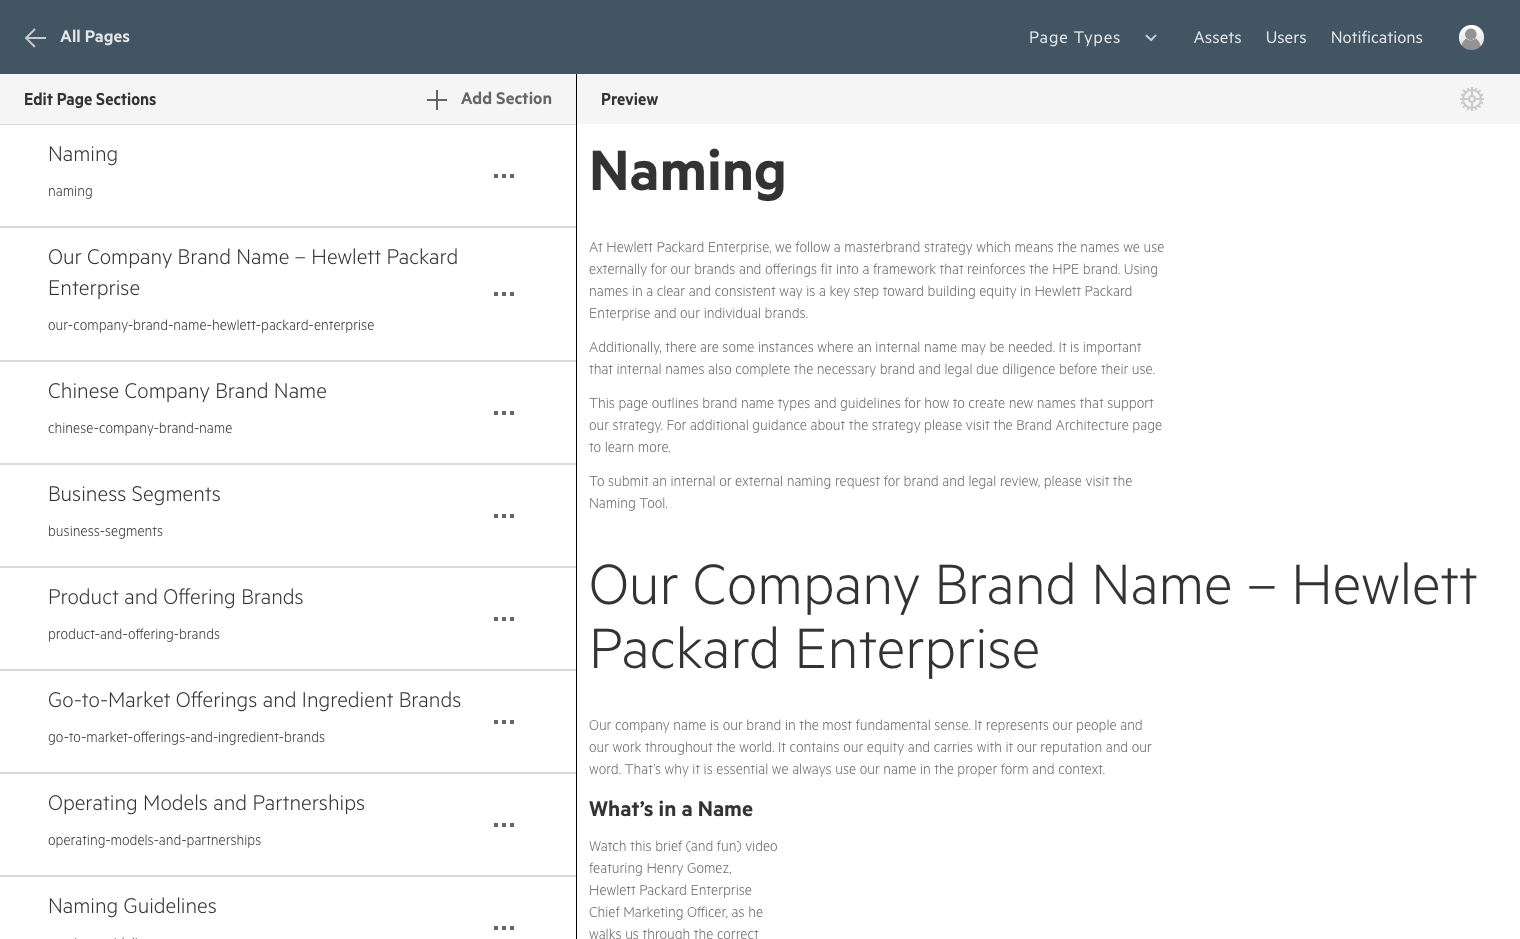 All Pages
Page Types
Assets
Users
Notifications
Edit Page Sections
Add Section
Naming
naming
Our Company Brand Name – Hewlett Packard
Enterprise
our-company-brand-name-hewlett-packard-enterprise
Chinese Company Brand Name
chinese-company-brand-name
Business Segments
business-segments
Product and Offering Brands
product-and-offering-brands
Go-to-Market Offerings and Ingredient Brands
go-to-market-offerings-and-ingredient-brands
Operating Models and Partnerships
operating-models-and-partnerships
Naming Guidelines
Preview
Naming
At Hewlett Packard Enterprise, we follow a masterbrand strategy which means the names we use
externally for our brands and offerings fit into a framework that reinforces the HPE brand. Using
names in a clear and consistent way is a key step toward building equity in Hewlett Packard
Enterprise and our individual brands.
Additionally, there are some instances where an internal name may be needed. It is important
that internal names also complete the necessary brand and legal due diligence before their use.
This page outlines brand name types and guidelines for how to create new names that support
our strategy. For additional guidance about the strategy please visit the Brand Architecture page
to learn more.
To submit an internal or external naming request for brand and legal review, please visit the
Naming Tool.
Our Company Brand Name – Hewlett
Packard Enterprise
Our company name is our brand in the most fundamental sense. It represents our people and
our work throughout the world. It contains our equity and carries with it our reputation and our
word. That’s why it is essential we always use our name in the proper form and context.
What’s in a Name
Watch this brief (and fun) video
featuring Henry Gomez,
Hewlett Packard Enterprise
Chief Marketing Officer, as he
walks us through the correct